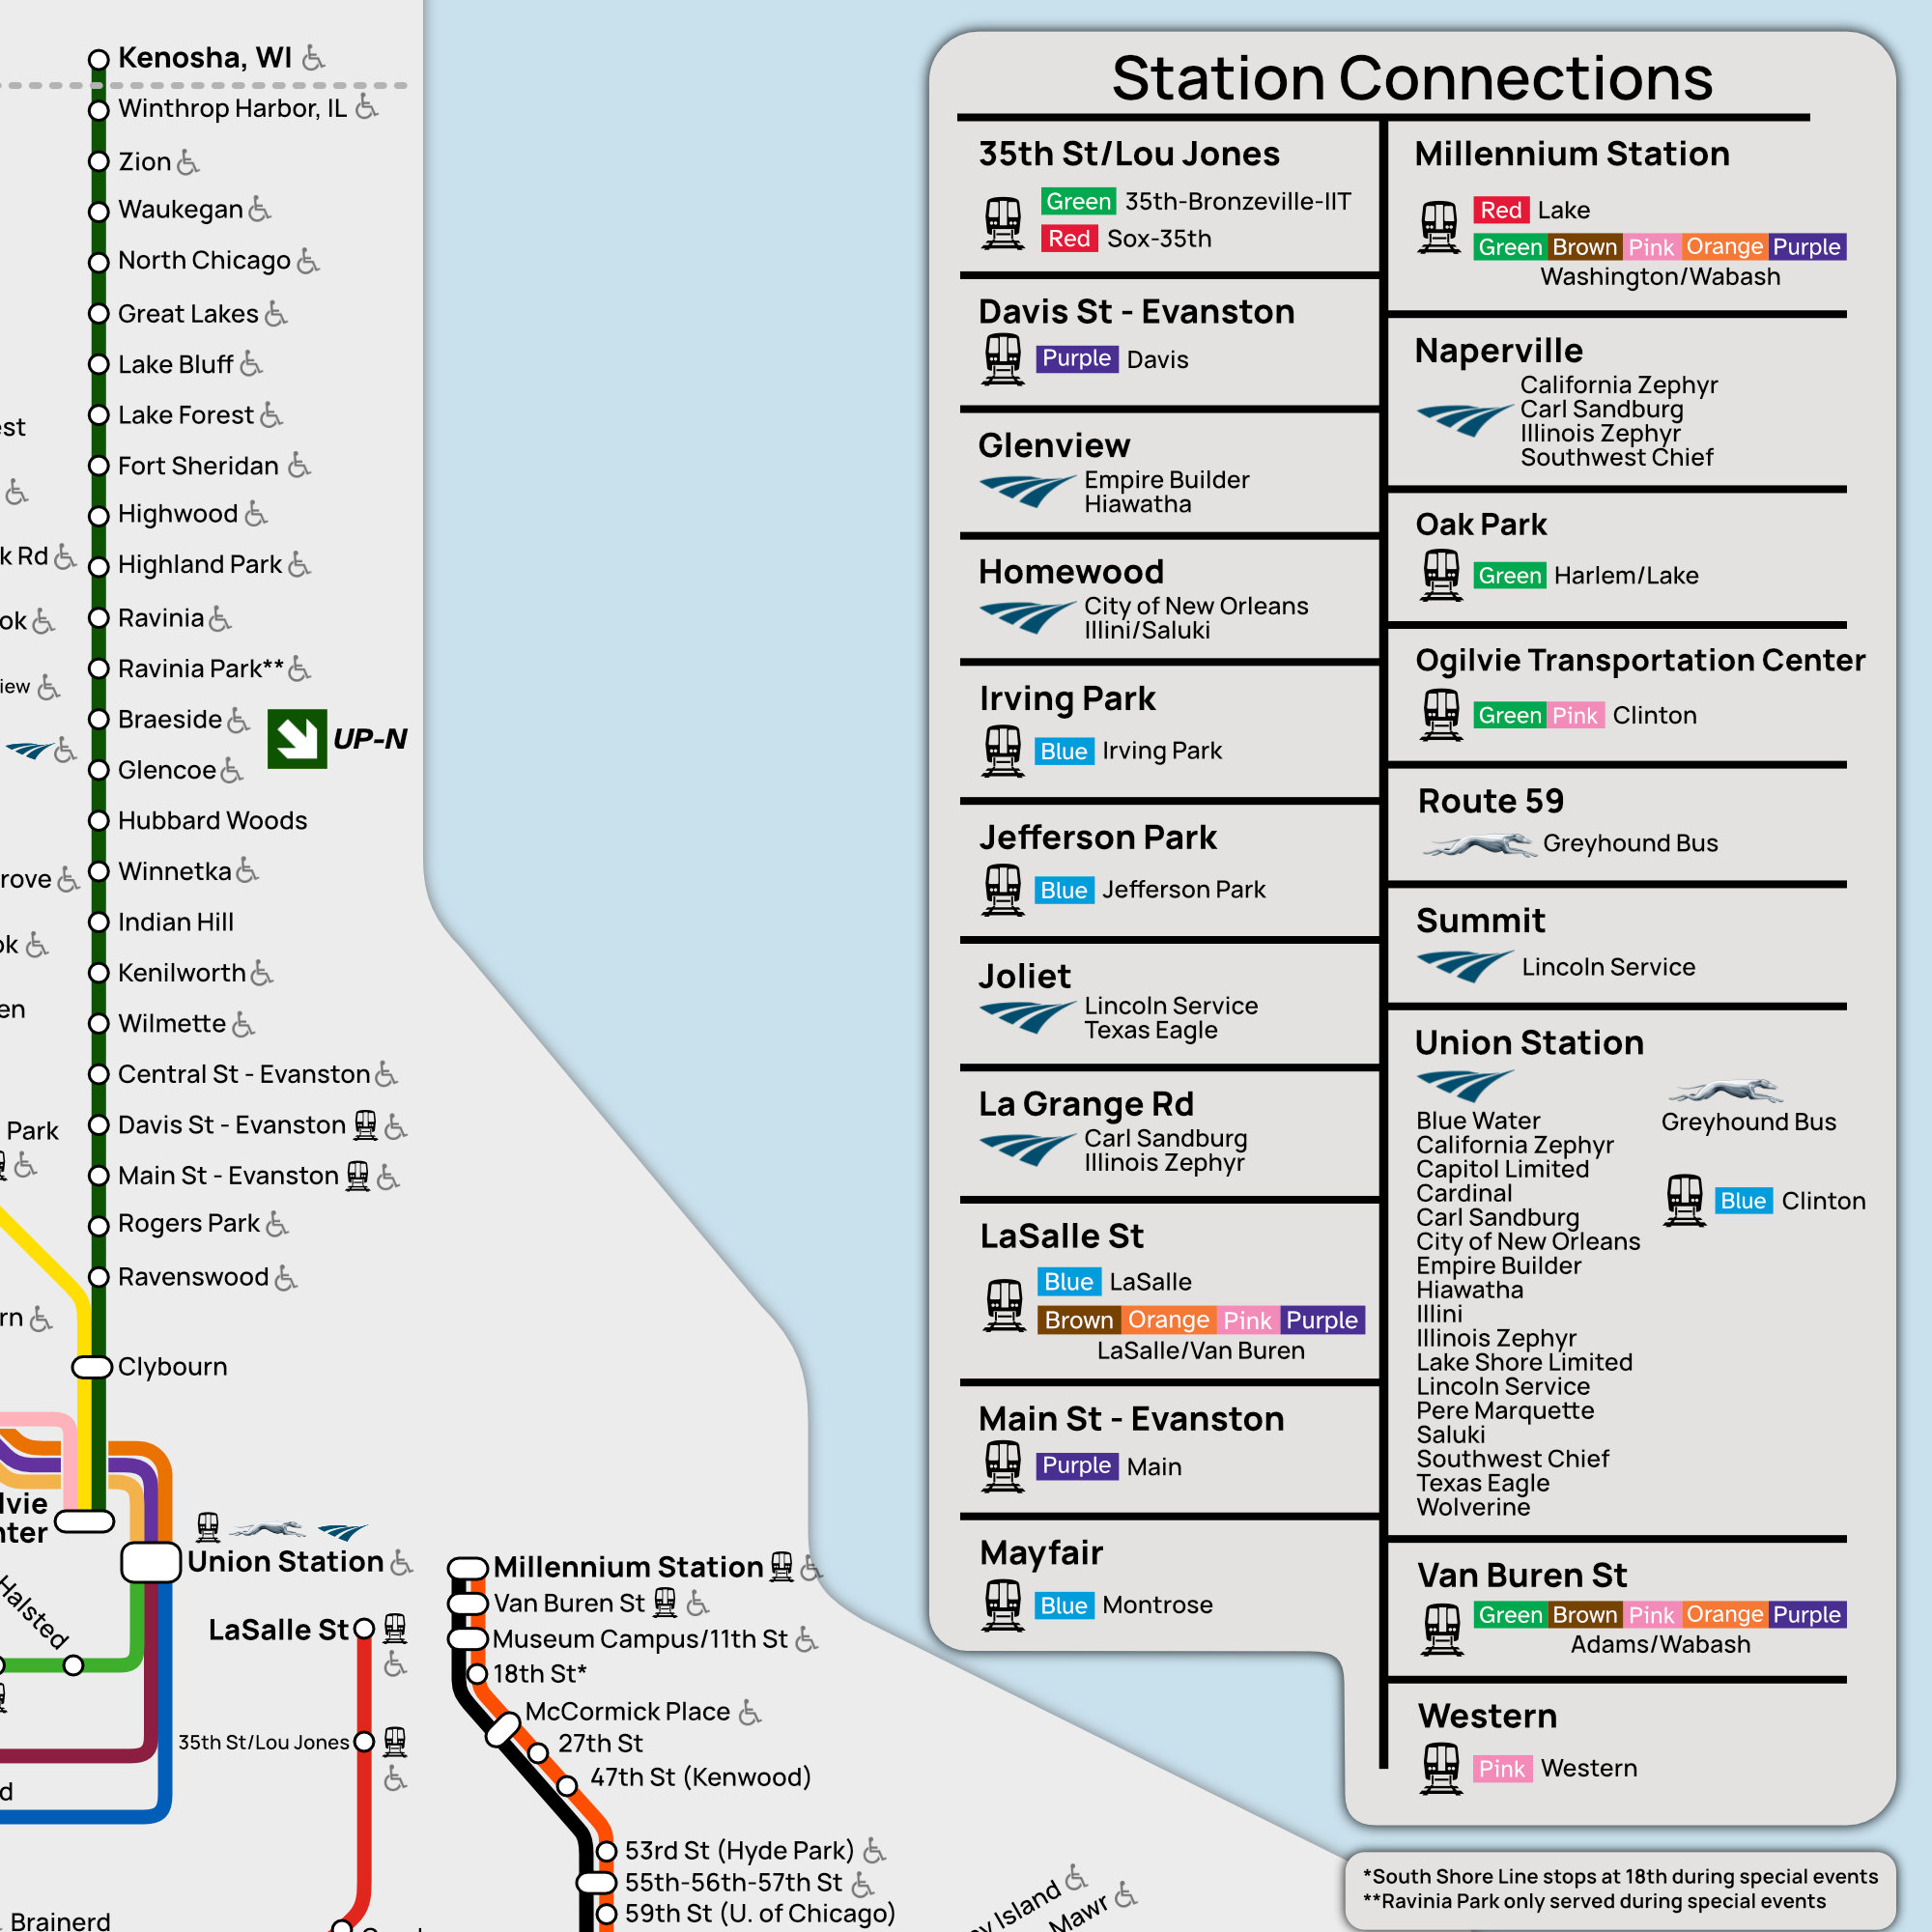 Kenosha, WI
Winthrop Harbor, IL
Zion
Waukegan
North Chicago
Great Lakes
Lake Bluff
Lake Forest
est
Fort Sheridan
Highwood
k Rd
Highland Park
ok
Ravinia
Ravinia Park**
iew
Braeside
UP-N
Glencoe
Hubbard Woods
Winnetka
rove
Indian Hill
ok
Kenilworth
en
Wilmette
Central St - Evanston
Davis St - Evanston
Park
Main St - Evanston
Rogers Park
Ravenswood
rn
Clybourn
lvie
nter
Union Station
Halsted
LaSalle St
35th St/Lou Jones
d
Brainerd
Millennium Station
Van Buren St
Museum Campus/11th St
18th St*
McCormick Place
27th St
47th St (Kenwood)
53rd St (Hyde Park)
55th-56th-57th St
59th St (U. of Chicago)
ey Island
Mawr
Station Connections
35th St/Lou Jones
Green 35th-Bronzeville-IIT
Red Sox-35th
Davis St - Evanston
Purple Davis
Glenview
Empire Builder
Hiawatha
Homewood
City of New Orleans
Illini/Saluki
Irving Park
Blue Irving Park
Jefferson Park
Blue Jefferson Park
Joliet
Lincoln Service
Texas Eagle
La Grange Rd
Carl Sandburg
Illinois Zephyr
LaSalle St
Blue LaSalle
Brown Orange Pink Purple
LaSalle/Van Buren
Main St - Evanston
Purple Main
Mayfair
Blue Montrose
Millennium Station
Red Lake
Green Brown Pink Orange Purple
Washington/Wabash
Naperville
California Zephyr
Carl Sandburg
Illinois Zephyr
Southwest Chief
Oak Park
Green Harlem/Lake
Ogilvie Transportation Center
Green Pink Clinton
Route 59
Greyhound Bus
Summit
Lincoln Service
Union Station
Blue Water
California Zephyr
Capitol Limited
Cardinal
Carl Sandburg
City of New Orleans
Empire Builder
Hiawatha
Illini
Illinois Zephyr
Lake Shore Limited
Lincoln Service
Pere Marquette
Saluki
Southwest Chief
Texas Eagle
Wolverine
Greyhound Bus
Blue Clinton
Van Buren St
Green Brown Pink Orange Purple
Adams/Wabash
Western
Pink Western
*South Shore Line stops at 18th during special events
**Ravinia Park only served during special events